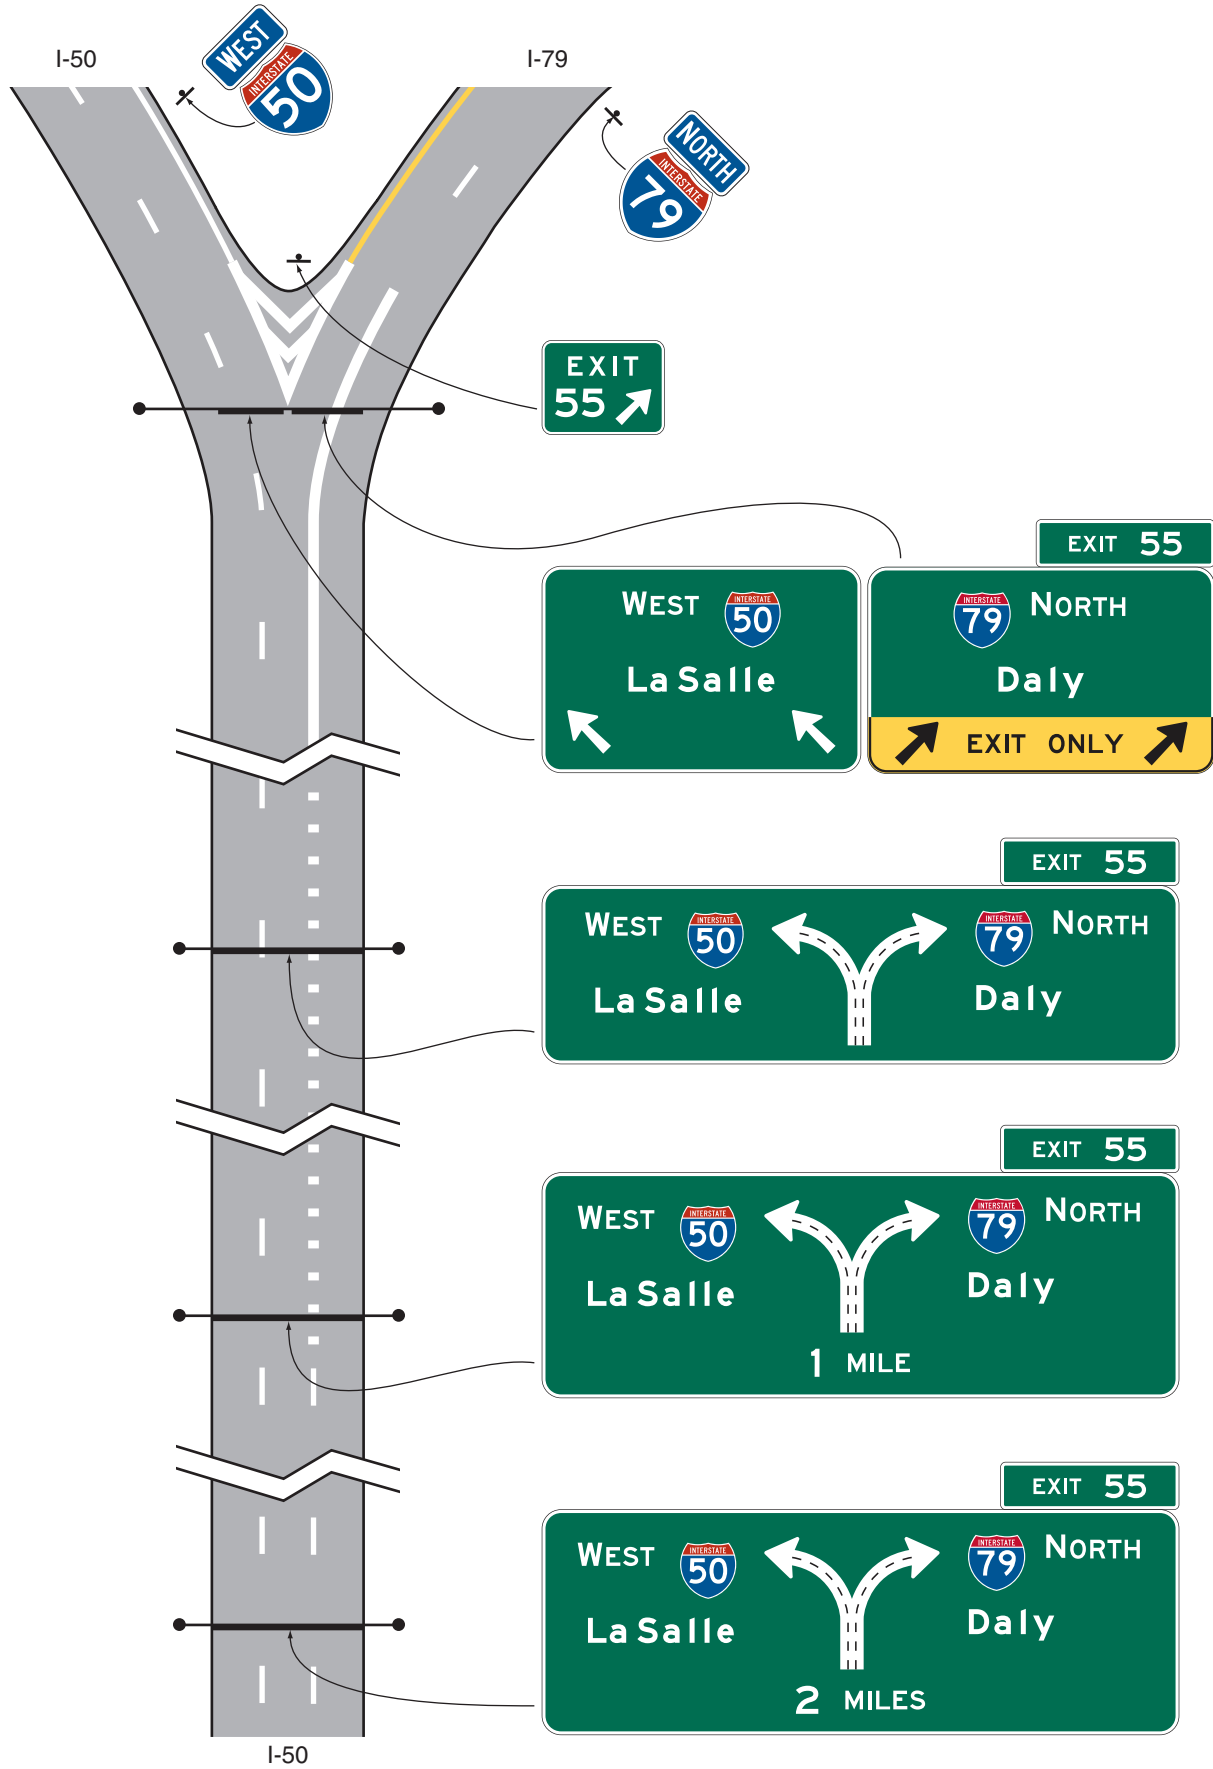 I-50
WEST
INTERSTATE
50
I-79
NORTH
INTERSTATE
79
EXIT
55
EXIT 55
WEST INTERSTATE 50
La Salle
INTERSTATE 79 NORTH
Daly
EXIT ONLY
EXIT 55
WEST INTERSTATE 50 INTERSTATE 79 NORTH
La Salle Daly
EXIT 55
WEST INTERSTATE 50 INTERSTATE 79 NORTH
La Salle Daly
1 MILE
EXIT 55
WEST INTERSTATE 50 INTERSTATE 79 NORTH
La Salle Daly
2 MILES
I-50